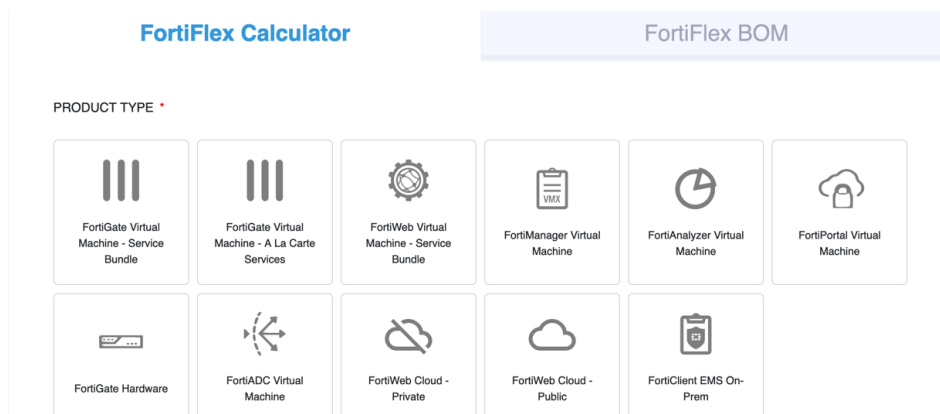 FortiFlex Calculator
FortiFlex BOM
PRODUCT TYPE *
FortiGate Virtual
Machine - Service
Bundle
FortiGate Virtual
Machine - A La Carte
Services
FortiWeb Virtual
Machine - Service
Bundle
VMX
FortiManager Virtual
Machine
FortiAnalyzer Virtual
Machine
FortiPortal Virtual
Machine
FortiGate Hardware
FortiADC Virtual
Machine
FortiWeb Cloud -
Private
FortiWeb Cloud -
Public
FortiClient EMS On-
Prem